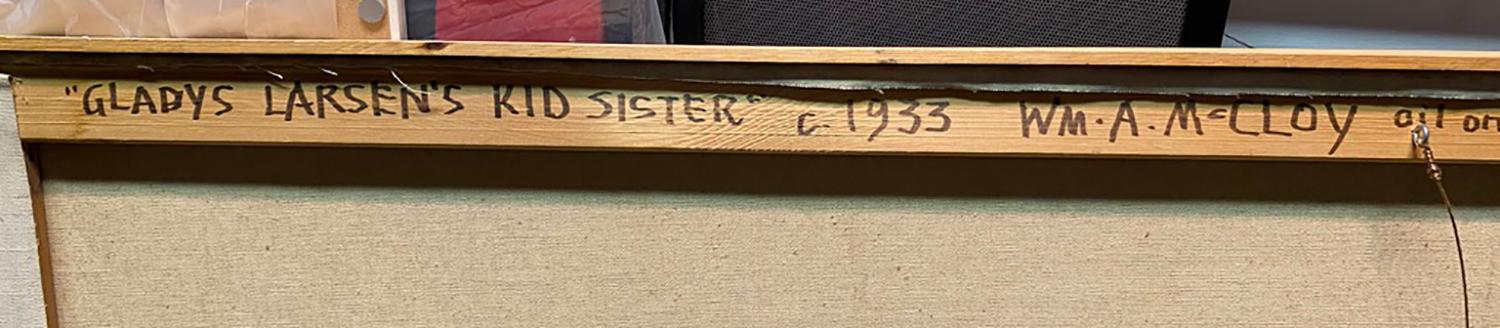 "GLADYS LARSEN'S KID SISTER" c. 1933 WM. A. McCLOY oil on